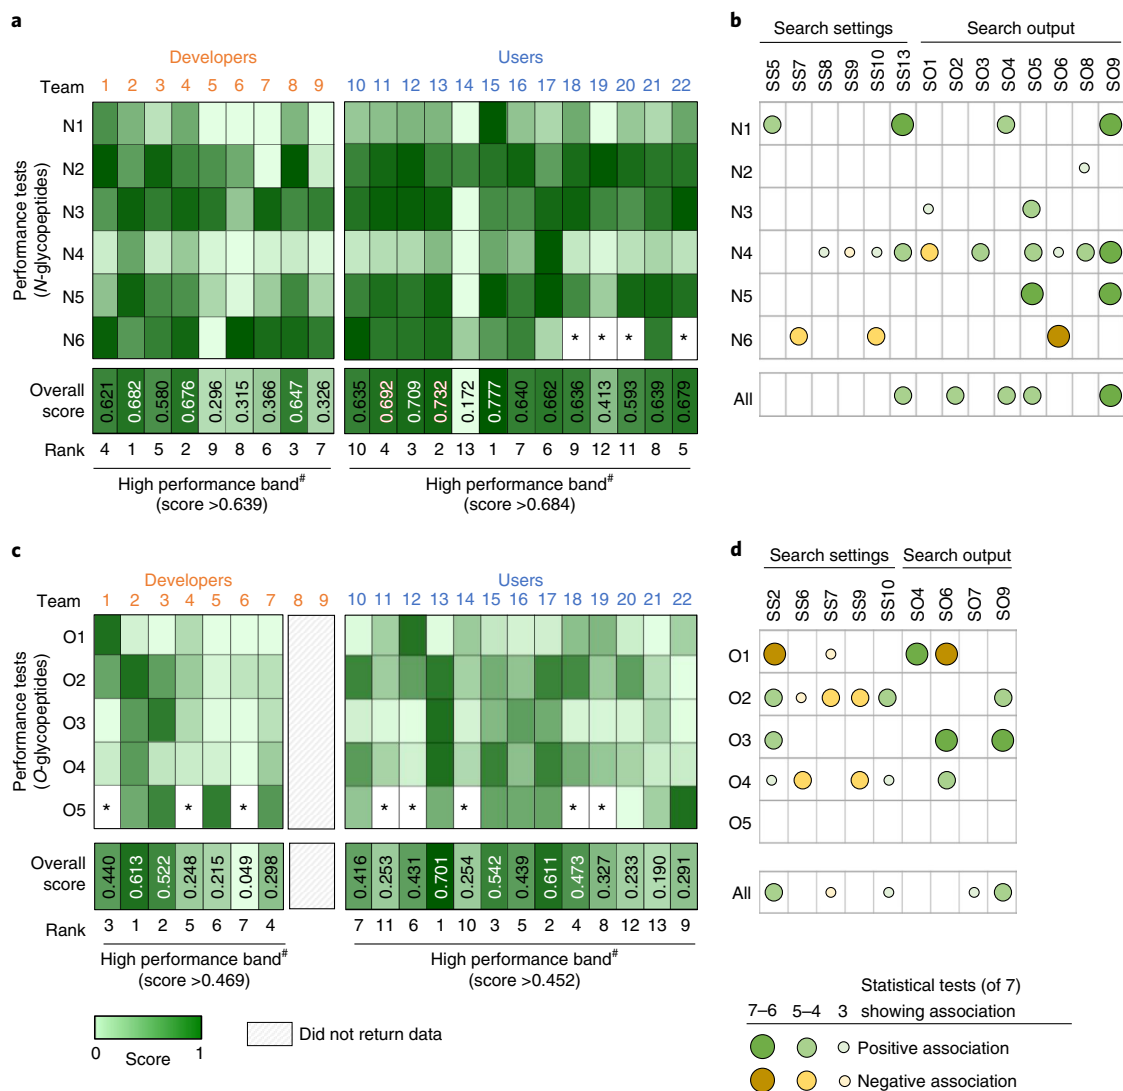 a
Developers
Users
Team 1 2 3 4 5 6 7 8 9 10 11 12 13 14 15 16 17 18 19 20 21 22
Performance tests
(N-glycopeptides)
N1
N2
N3
N4
N5
N6 * * * *
Overall
score
0.621 0.682 0.580 0.676 0.296 0.315 0.366 0.647 0.326 0.635 0.692 0.709 0.732 0.172 0.777 0.640 0.662 0.636 0.413 0.593 0.639 0.679
Rank 4 1 5 2 9 8 6 3 7 10 4 3 2 13 1 7 6 9 12 11 8 5
High performance band#
(score >0.639)
High performance band#
(score >0.684)
b
Search settings Search output
SS5 SS7 SS8 SS9 SS10 SS13 SO1 SO2 SO3 SO4 SO5 SO6 SO8 SO9
N1
N2
N3
N4
N5
N6
All
c
Developers
Users
Team 1 2 3 4 5 6 7 8 9 10 11 12 13 14 15 16 17 18 19 20 21 22
Performance tests
(O-glycopeptides)
O1
O2
O3
O4
O5 * * * * * * * *
Overall
score
0.440 0.613 0.522 0.248 0.215 0.049 0.298 0.416 0.253 0.431 0.701 0.254 0.542 0.439 0.611 0.473 0.327 0.233 0.190 0.291
Rank 3 1 2 5 6 7 4 7 11 6 1 10 3 5 2 4 8 12 13 9
High performance band#
(score >0.469)
High performance band#
(score >0.452)
0 1
Score
Did not return data
d
Search settings Search output
SS2 SS6 SS7 SS9 SS10 SO4 SO6 SO7 SO9
O1
O2
O3
O4
O5
All
Statistical tests (of 7)
7–6 5–4 3 showing association
Positive association
Negative association